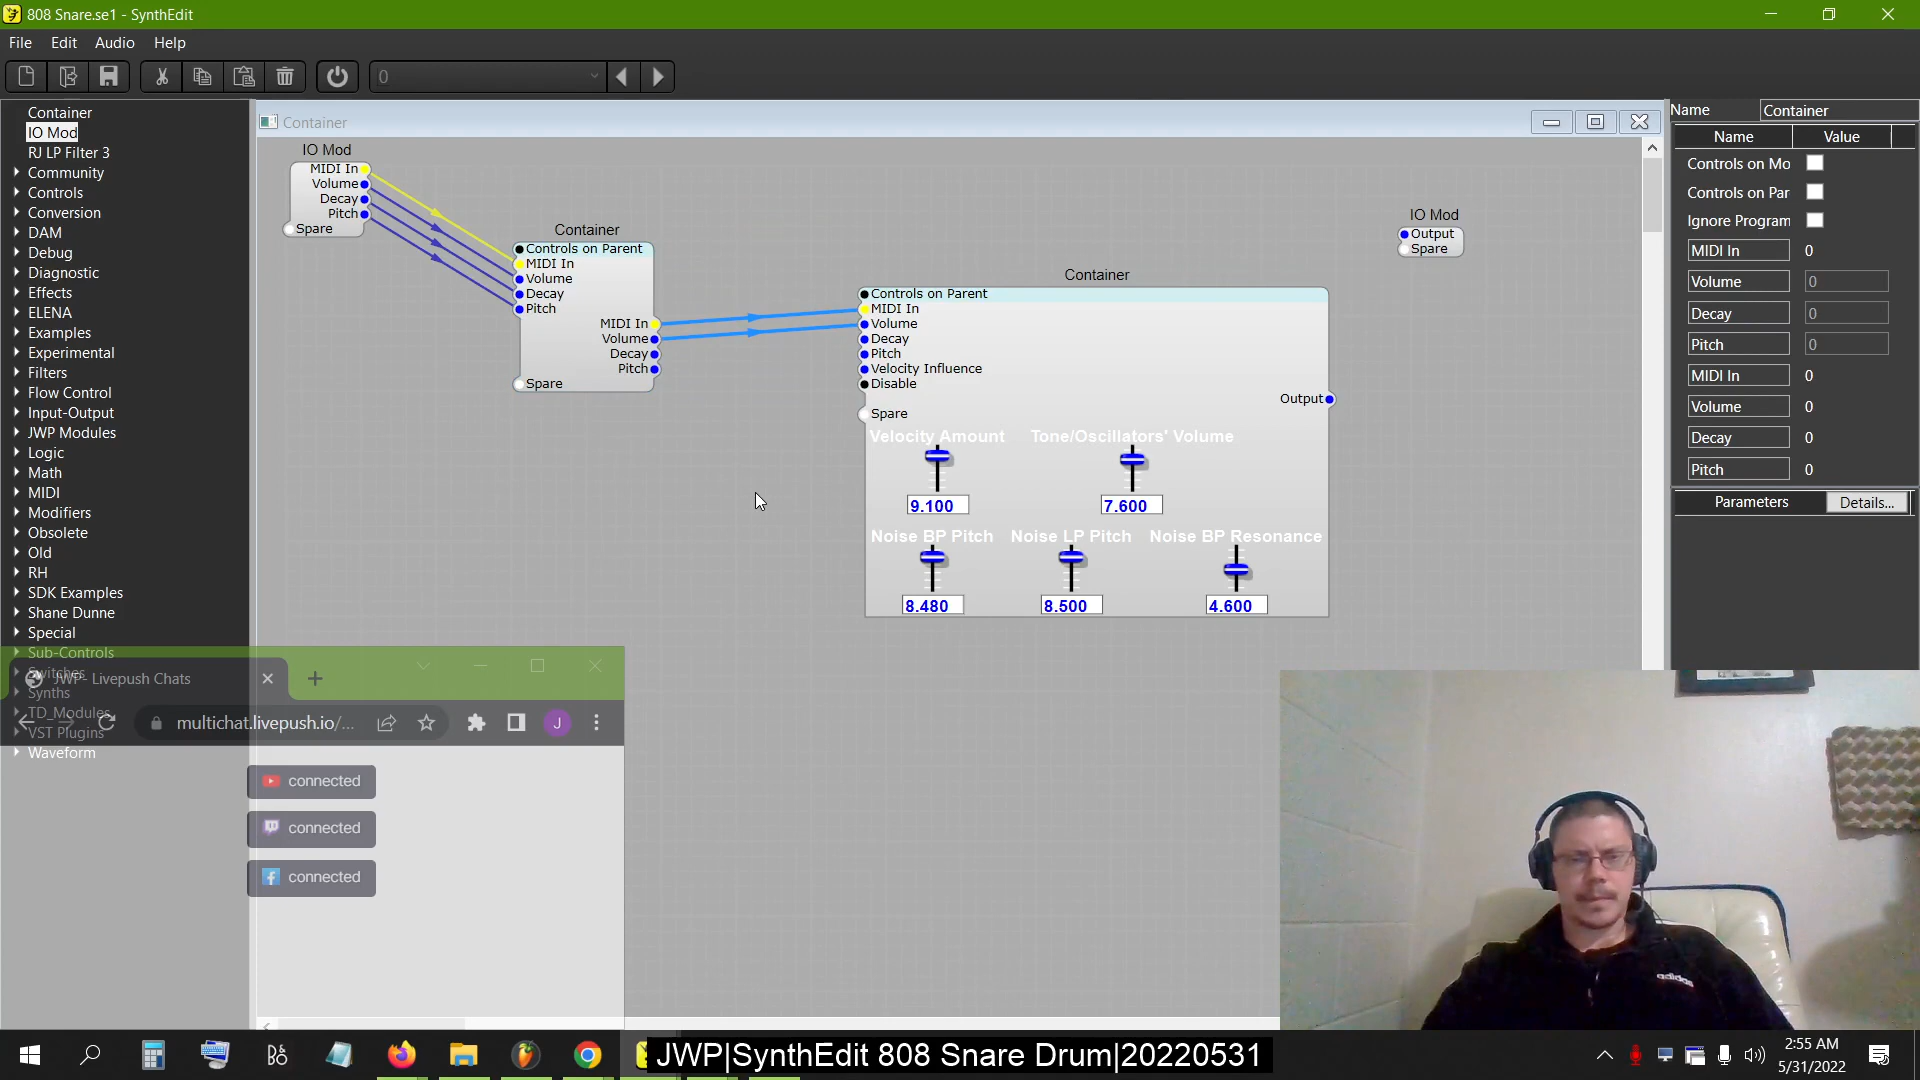 808 Snare.se1 - SynthEdit
File Edit Audio Help
0
Container
IO Mod
RJ LP Filter 3
Community
Controls
Conversion
DAM
Debug
Diagnostic
Effects
ELENA
Examples
Experimental
Filters
Flow Control
Input-Output
JWP Modules
Logic
Math
MIDI
Modifiers
Obsolete
Old
RH
SDK Examples
Shane Dunne
Special
Sub-Controls
Switches
Synths
TD_Modules
VST Plugins
Waveform
Container
IO Mod
MIDI In
Volume
Decay
Pitch
Spare
Container
Controls on Parent
MIDI In
Volume
Decay
Pitch
MIDI In
Volume
Decay
Pitch
Spare
Container
Controls on Parent
MIDI In
Volume
Decay
Pitch
Velocity Influence
Disable
Output
Spare
Velocity Amount Tone/Oscillators' Volume
9.100 7.600
Noise BP Pitch Noise LP Pitch Noise BP Resonance
8.480 8.500 4.600
IO Mod
Output
Spare
Name Container
Name Value
Controls on Mo
Controls on Par
Ignore Program
MIDI In 0
Volume 0
Decay 0
Pitch 0
MIDI In 0
Volume 0
Decay 0
Pitch 0
Parameters Details...
JWP- Livepush Chats
multichat.livepush.io/...
J
connected
connected
connected
adidas
JWP|SynthEdit 808 Snare Drum|20220531
2:55 AM
5/31/2022